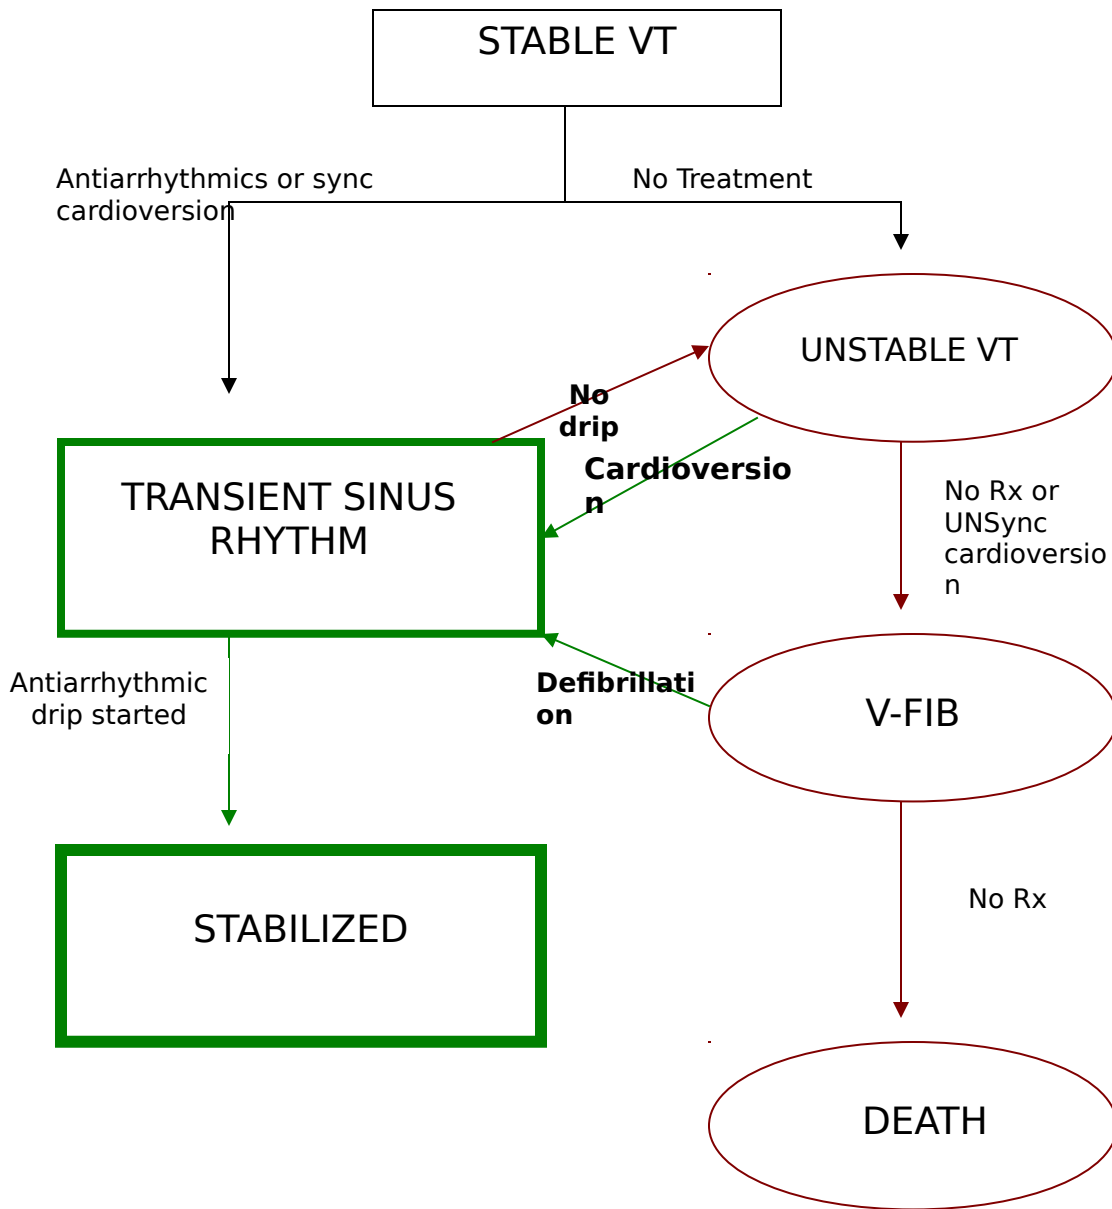 STABLE VT
Antiarrhythmics or sync
cardioversion
No Treatment
UNSTABLE VT
No
drip
Cardioversio
n
TRANSIENT SINUS
RHYTHM
No Rx or
UNSync
cardioversio
n
Antiarrhythmic
drip started
Defibrillati
on
V-FIB
No Rx
STABILIZED
DEATH